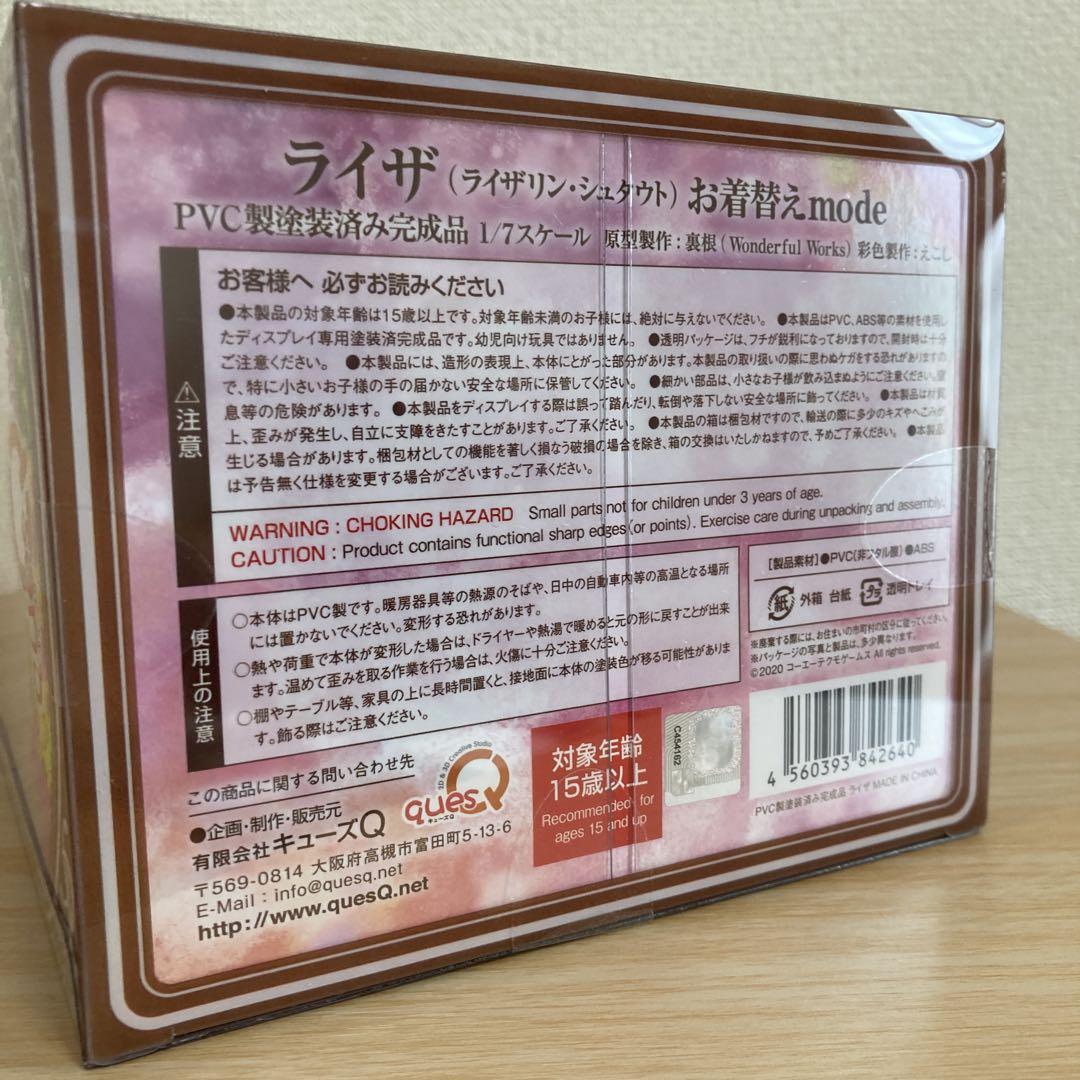 ライザ（ライザリン・シュタウト）お着替えmode
PVC製塗装済み完成品 1/7スケール 原型製作：裏根（Wonderful Works）彩色製作：えこし
お客様へ 必ずお読みください
●本製品の対象年齢は15歳以上です。対象年齢未満のお子様には、絶対に与えないでください。 ●本製品はPVC、ABS等の素材を使用し
たディスプレイ専用塗装済完成品です。幼児向け玩具ではありません。 ●透明パッケージは、フチが鋭利になっておりますので、開封時は十分
ご注意ください。 ●本製品には、造形の表現上、本体にとがった部分があります。本製品の取り扱いの際に思わぬケガをする恐れがありますの
で、特に小さいお子様の手の届かない安全な場所に保管してください。 ●細かい部品は、小さなお子様が飲み込まぬようにご注意ください。窒
息等の危険があります。 ●本製品をディスプレイする際は誤って踏んだり、転倒や落下しない安全な場所に飾ってください。 ●本製品は材質
上、歪みが発生し、自立に支障をきたすことがあります。ご了承ください。 ●本製品の箱は梱包材ですので、輸送の際に多少のキズやへこみが
生じる場合があります。梱包材としての機能を著しく損なう破損の場合を除き、箱の交換はいたしかねますので、予めご了承ください。 ●本製品
は予告無く仕様を変更する場合がございます。ご了承ください。
注意
WARNING : CHOKING HAZARD Small parts not for children under 3 years of age.
CAUTION : Product contains functional sharp edges(or points). Exercise care during unpacking and assembly.
使用上の注意
○本体はPVC製です。暖房器具等の熱源のそばや、日中の自動車内等の高温となる場所
には置かないでください。変形する恐れがあります。
○熱や荷重で本体が変形した場合は、ドライヤーや熱湯で暖めると元の形に戻すことが出来
ます。温めて歪みを取る作業を行う場合は、火傷に十分ご注意ください。
○棚やテーブル等、家具の上に長時間置くと、接地面に本体の塗装色が移る可能性がありま
す。飾る際はご注意ください。
【製品素材】●PVC(非フタル酸)●ABS
紙 外箱 台紙 プラ 透明トレイ
※廃棄する際には、お住まいの市町村の区分に従ってください。
※パッケージの写真と製品は、多少異なります。
©2020 コーエーテクモゲームス All rights reserved.
この商品に関する問い合わせ先
●企画・制作・販売元
有限会社キューズQ
〒569-0814 大阪府高槻市富田町5-13-6
E-Mail : info@quesq.net
http://www.quesQ.net
2D & 3D Creative Studio
quesQ
キューズQ
対象年齢
15歳以上
Recommended for
ages 15 and up
C454162
4 560393 842640
PVC製塗装済み完成品 ライザ MADE IN CHINA